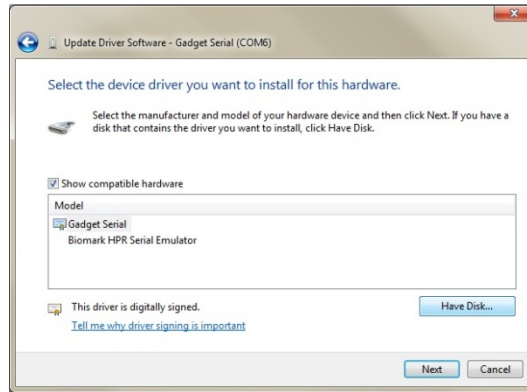 Update Driver Software - Gadget Serial (COM6)
Select the device driver you want to install for this hardware.
Select the manufacturer and model of your hardware device and then click Next. If you have a
disk that contains the driver you want to install, click Have Disk.
Show compatible hardware
Model
Gadget Serial
Biomark HPR Serial Emulator
This driver is digitally signed.
Have Disk...
Tell me why driver signing is important
Next
Cancel